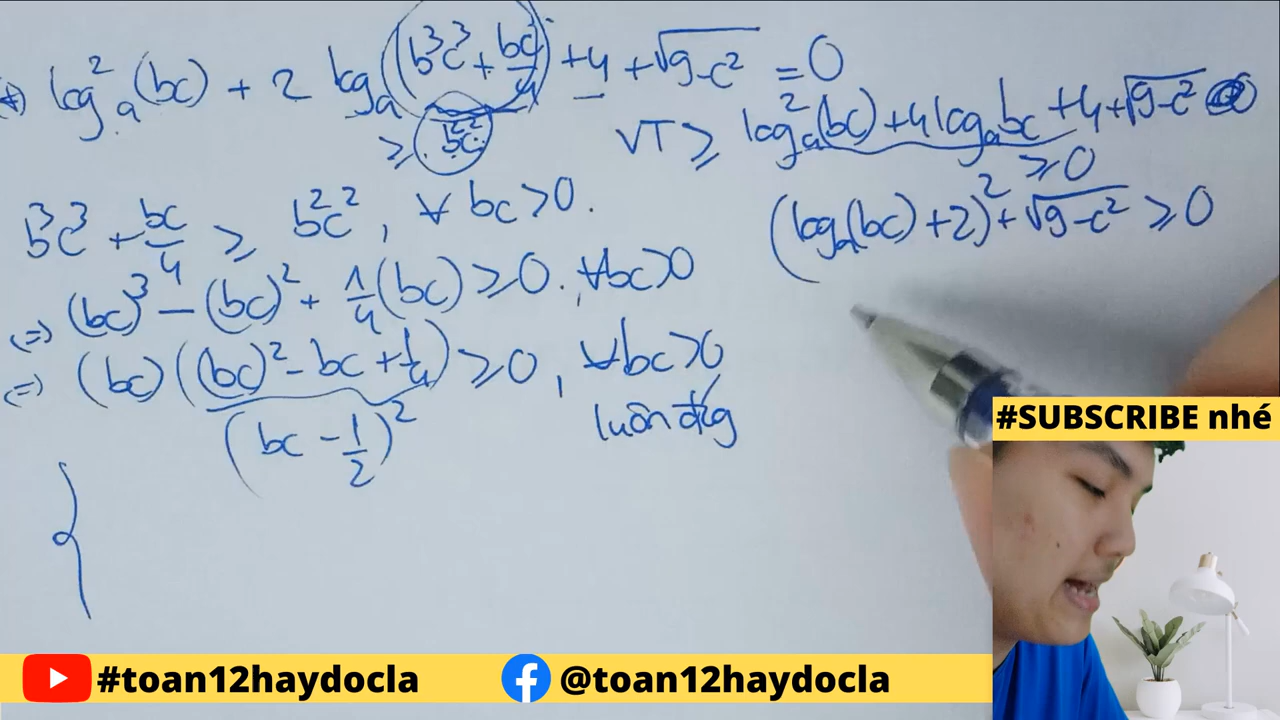 (*) log²ₐ(bc) + 2 logₐ(b³c³ + bc/4) + 4 + √9-c² = 0
≥ b²c²
VT ≥ log²ₐ(bc) + 4 logₐbc + 4 + √9-c²
≥ 0
(logₐ(bc) + 2)² + √9-c² ≥ 0
b³c³ + bc/4 ≥ b²c², ∀ bc > 0.
(=) (bc)³ - (bc)² + 1/4 (bc) ≥ 0, ∀bc > 0
(=) (bc)((bc)² - bc + 1/4) ≥ 0, ∀bc > 0
(bc - 1/2)²
luôn đúng
{
#SUBSCRIBE nhé
#toan12haydocla
@toan12haydocla